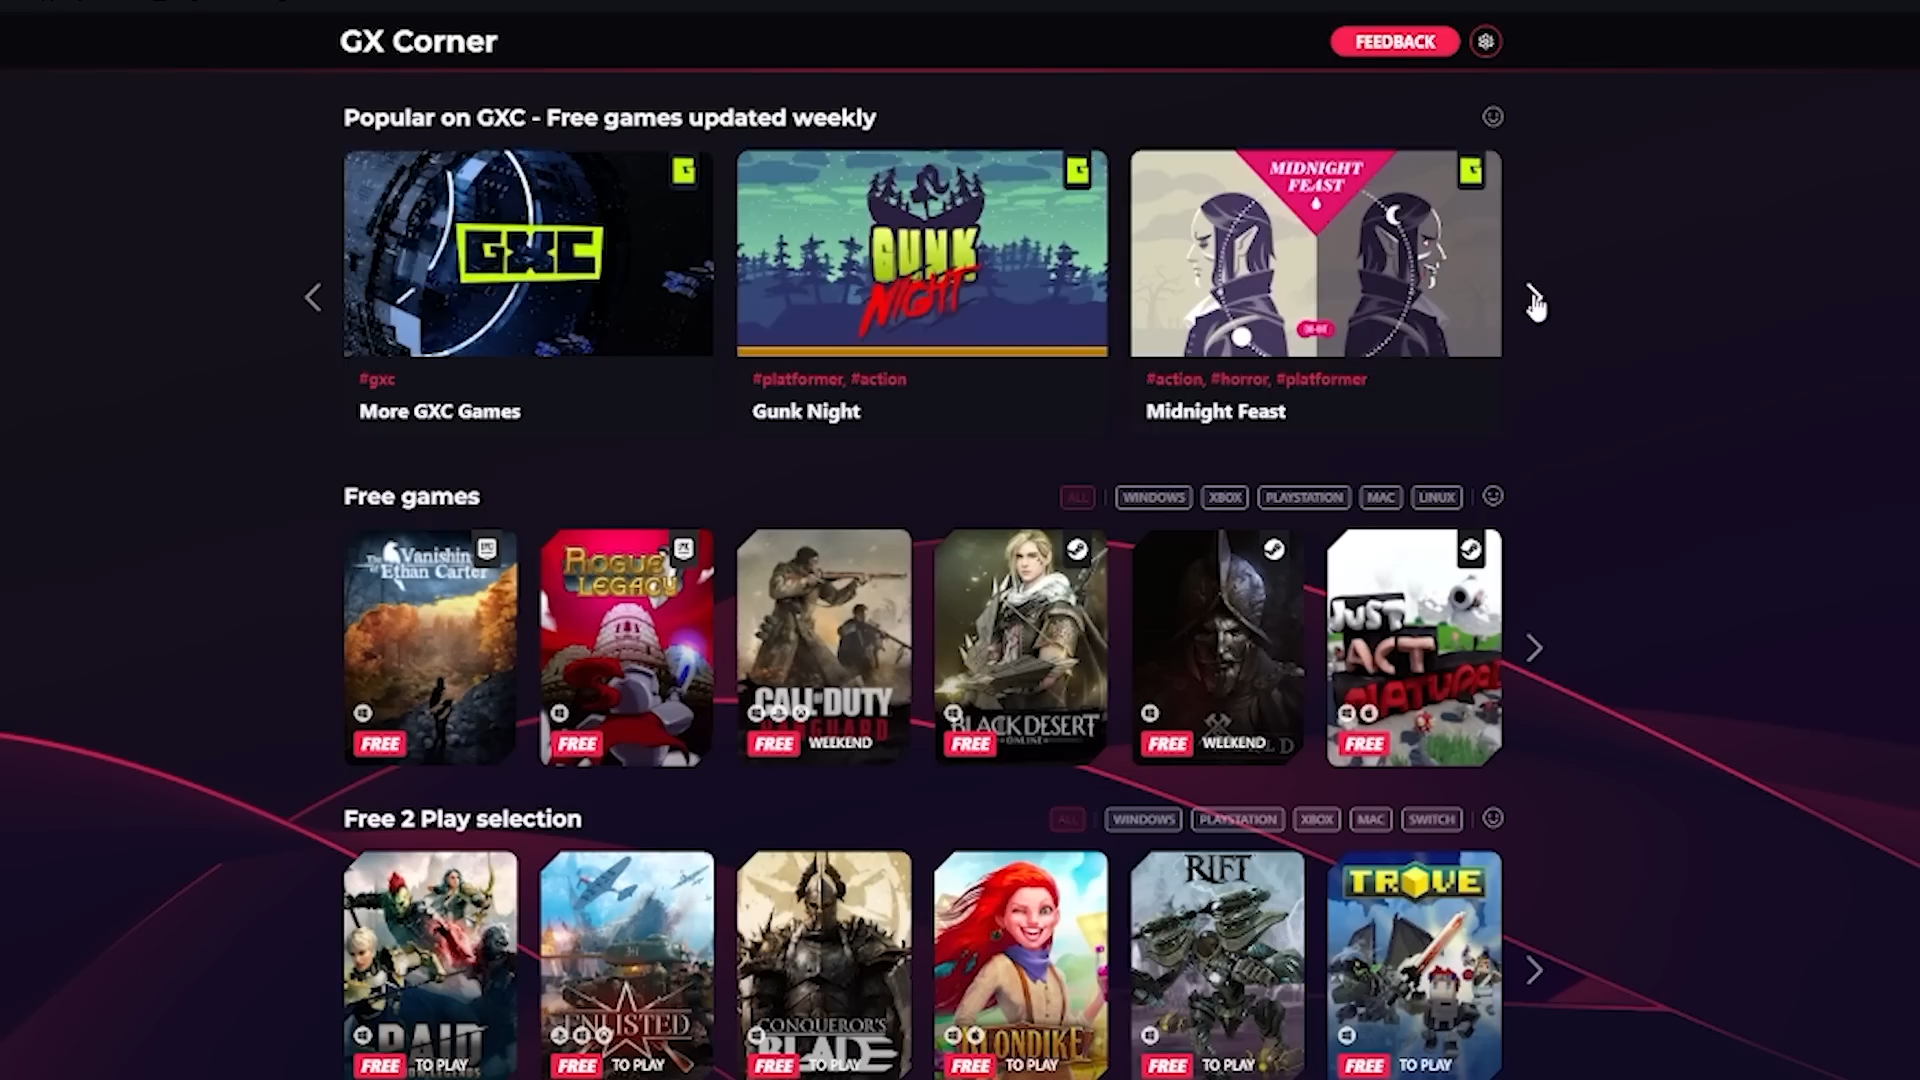 GX Corner
FEEDBACK
Popular on GXC - Free games updated weekly
GXC
GUNK
NIGHT
MIDNIGHT
FEAST
#gxc
#platformer, #action
#action, #horror, #platformer
More GXC Games
Gunk Night
Midnight Feast
Free games
ALL
WINDOWS
XBOX
PLAYSTATION
MAC
LINUX
The Vanishin
of Ethan Carter
ROGUE
LEGACY
CALL OF DUTY
VANGUARD
BLACK DESERT
ONLINE
JUST
ACT
NATURAL
FREE
FREE
FREE WEEKEND
FREE
FREE WEEKEND
FREE
Free 2 Play selection
ALL
WINDOWS
PLAYSTATION
XBOX
MAC
SWITCH
RIFT
TROVE
RAID
ENLISTED
CONQUEROR'S
BLADE
KLONDIKE
FREE TO PLAY
FREE TO PLAY
FREE TO PLAY
FREE TO PLAY
FREE TO PLAY
FREE TO PLAY